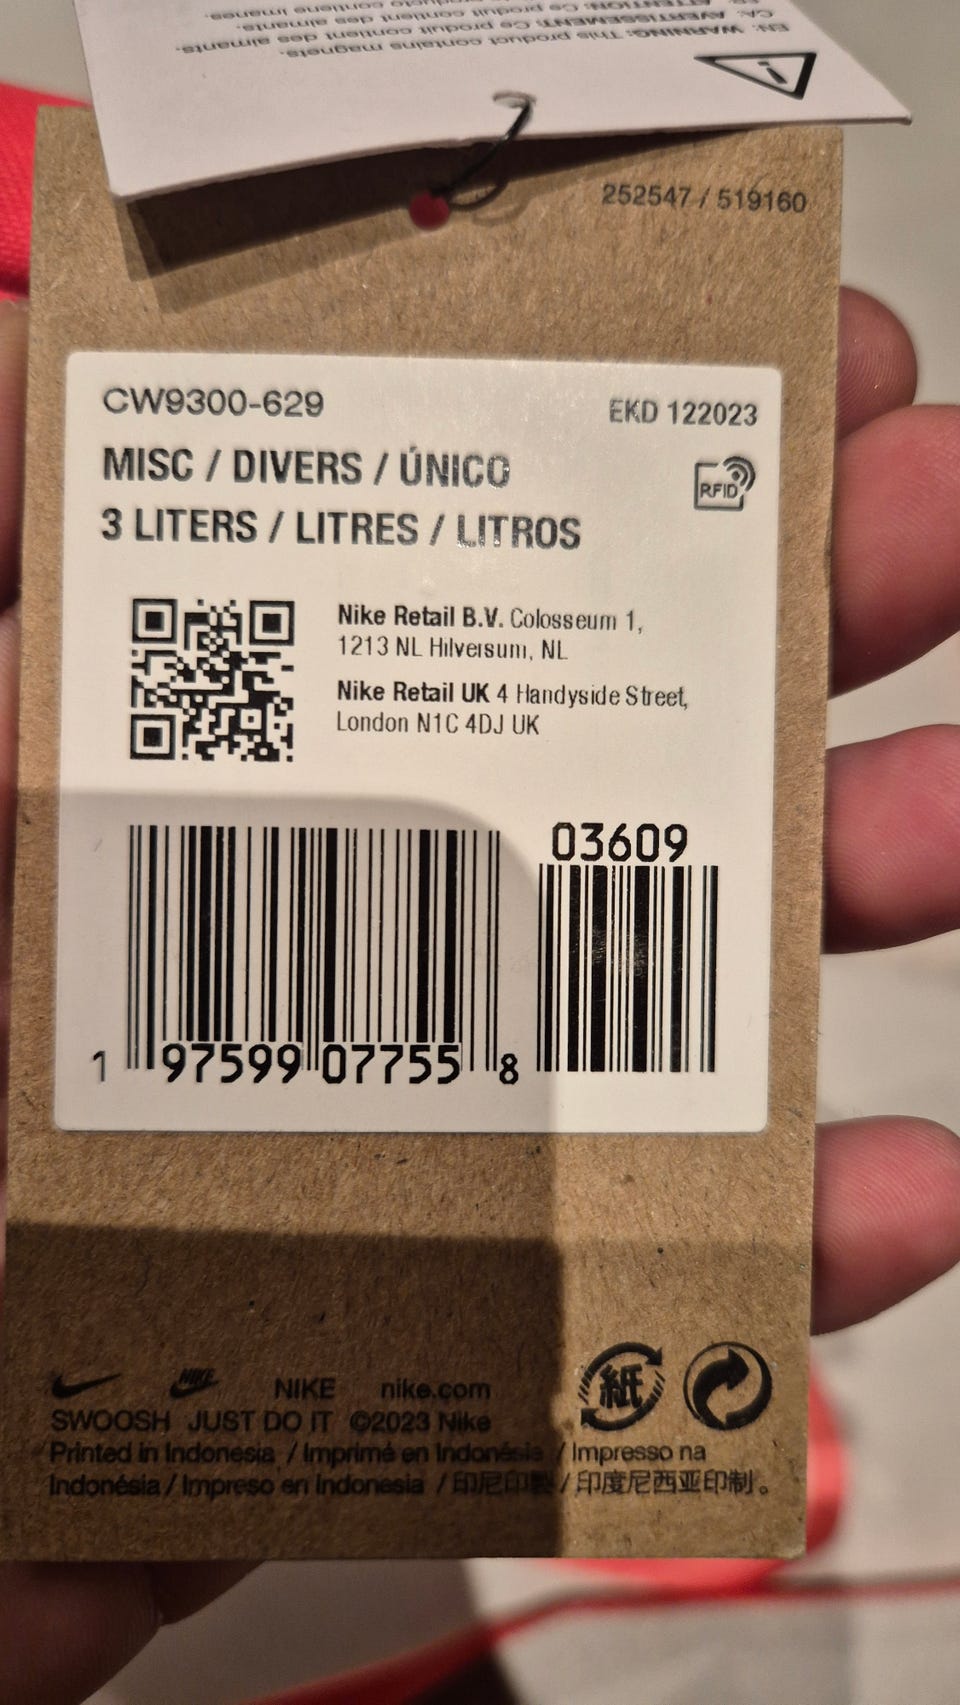 EN: WARNING: This product contains magnets.
CA: AVERTISSEMENT: Ce produit contient des aimants.
252547 / 519160
CW9300-629
EKD 122023
MISC / DIVERS / ÚNICO
RFID
3 LITERS / LITRES / LITROS
Nike Retail B.V. Colosseum 1,
1213 NL Hilversum, NL
Nike Retail UK 4 Handyside Street,
London N1C 4DJ UK
03609
1 97599 07755 8
NIKE NIKE nike.com
SWOOSH JUST DO IT ©2023 Nike
紙
Printed in Indonesia / Imprimé en Indonésie / Impresso na
Indonésia / Impreso en Indonesia / 印尼印製 / 印度尼西亚印制。